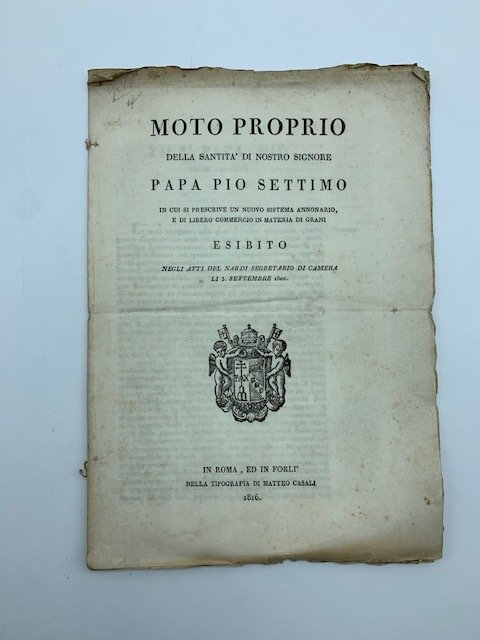 MOTO PROPRIO
DELLA SANTITA' DI NOSTRO SIGNORE
PAPA PIO SETTIMO
IN CUI SI PRESCRIVE UN NUOVO SISTEMA ANNONARIO,
E DI LIBERO COMMERCIO IN MATERIA DI GRANI
ESIBITO
NEGLI ATTI DEL NARDI SEGRETARIO DI CAMERA
LI 3. SETTEMBRE 1800.
PAX
IN ROMA, ED IN FORLI'
NELLA TIPOGRAFIA DI MATTEO CASALI
1816.